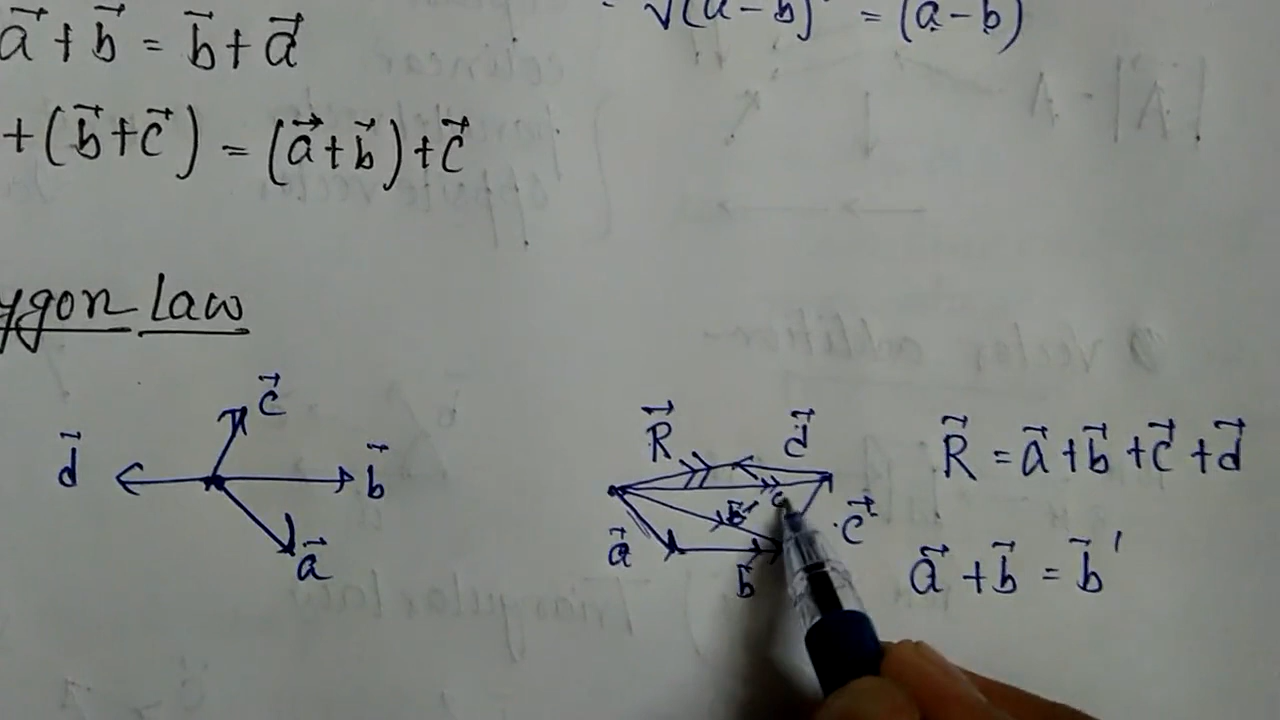 a⃗ + b⃗ = b⃗ + a⃗
√(a-b) = (a-b)
+(b⃗+c⃗) = (a⃗+b⃗)+c⃗
ygon law
d⃗ c⃗ b⃗ a⃗
R⃗ d⃗ a⃗ b⃗ b⃗' c c⃗
R⃗ = a⃗ + b⃗ + c⃗ + d⃗
a⃗ + b⃗ = b⃗'